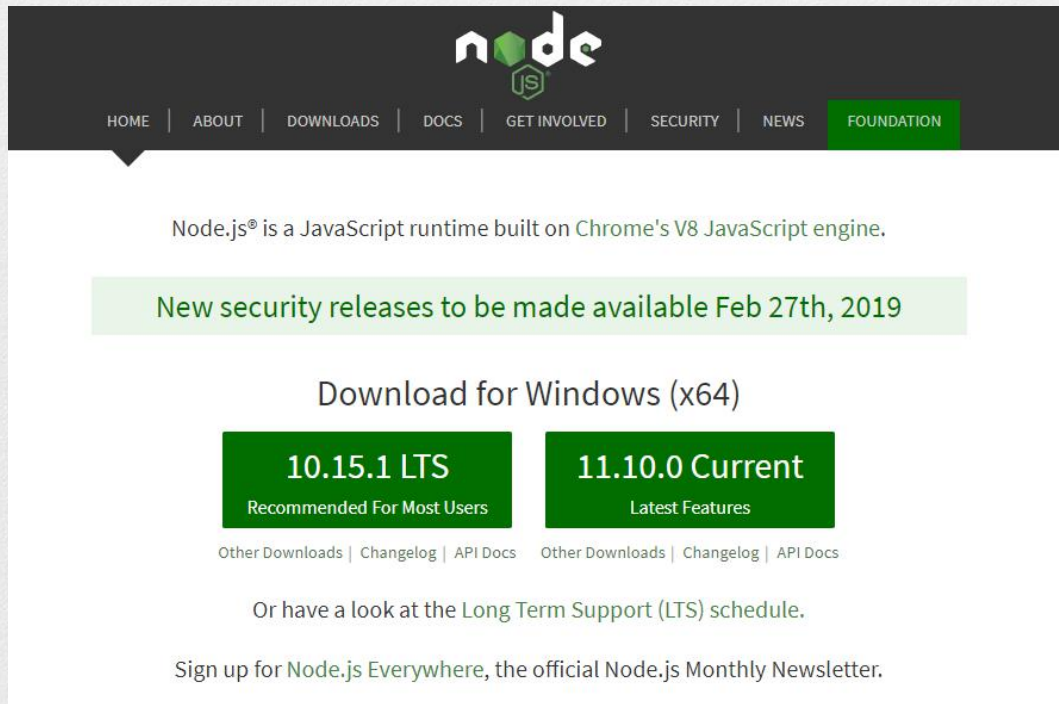 node
JS
HOME | ABOUT | DOWNLOADS | DOCS | GET INVOLVED | SECURITY | NEWS FOUNDATION
Node.js® is a JavaScript runtime built on Chrome's V8 JavaScript engine.
New security releases to be made available Feb 27th, 2019
Download for Windows (x64)
10.15.1 LTS
Recommended For Most Users
11.10.0 Current
Latest Features
Other Downloads | Changelog | API Docs
Other Downloads | Changelog | API Docs
Or have a look at the Long Term Support (LTS) schedule.
Sign up for Node.js Everywhere, the official Node.js Monthly Newsletter.